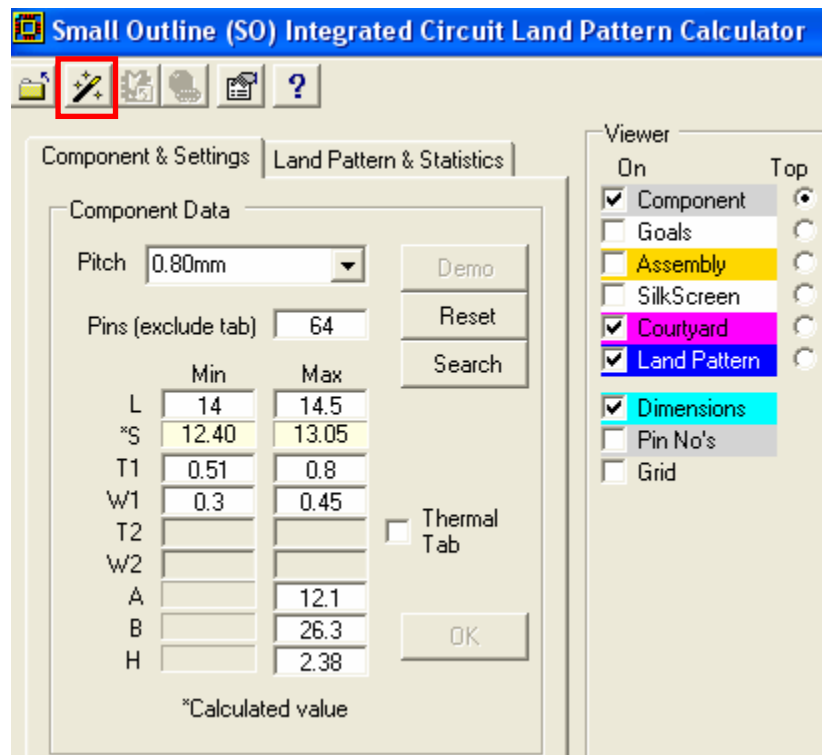 Small Outline (SO) Integrated Circuit Land Pattern Calculator
?
Component & Settings Land Pattern & Statistics
Component Data
Pitch 0.80mm Demo
Pins (exclude tab) 64 Reset
Search
Min Max
L 14 14.5
*S 12.40 13.05
T1 0.51 0.8
W1 0.3 0.45
T2
W2
Thermal
Tab
A 12.1
B 26.3 OK
H 2.38
*Calculated value
Viewer
On Top
Component
Goals
Assembly
SilkScreen
Courtyard
Land Pattern
Dimensions
Pin No's
Grid